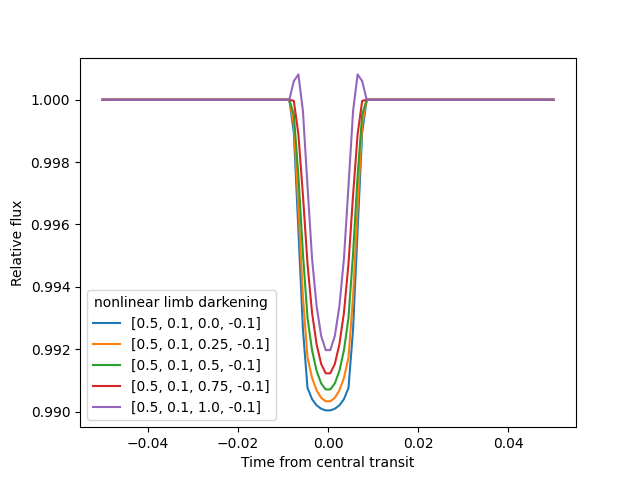 1.000
0.998
0.996
0.994
0.992
0.990
Relative flux
nonlinear limb darkening
[0.5, 0.1, 0.0, -0.1]
[0.5, 0.1, 0.25, -0.1]
[0.5, 0.1, 0.5, -0.1]
[0.5, 0.1, 0.75, -0.1]
[0.5, 0.1, 1.0, -0.1]
−0.04 −0.02 0.00 0.02 0.04
Time from central transit